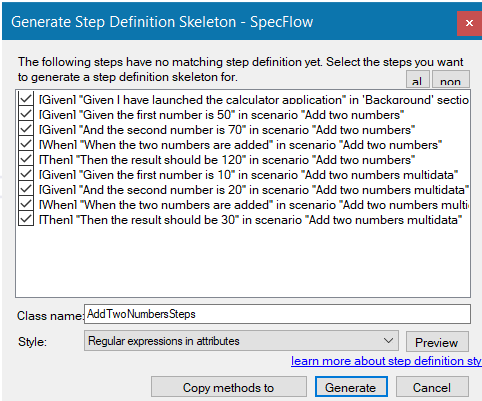 Generate Step Definition Skeleton - SpecFlow
The following steps have no matching step definition yet. Select the steps you want
to generate a step definition skeleton for.
al non
[Given] "Given I have launched the calculator application" in 'Background' sectio
[Given] "Given the first number is 50" in scenario "Add two numbers"
[Given] "And the second number is 70" in scenario "Add two numbers"
[When] "When the two numbers are added" in scenario "Add two numbers"
[Then] "Then the result should be 120" in scenario "Add two numbers"
[Given] "Given the first number is 10" in scenario "Add two numbers multidata"
[Given] "And the second number is 20" in scenario "Add two numbers multidata"
[When] "When the two numbers are added" in scenario "Add two numbers multi
[Then] "Then the result should be 30" in scenario "Add two numbers multidata"
Class name: AddTwoNumbersSteps
Style: Regular expressions in attributes Preview
learn more about step definition sty
Copy methods to Generate Cancel